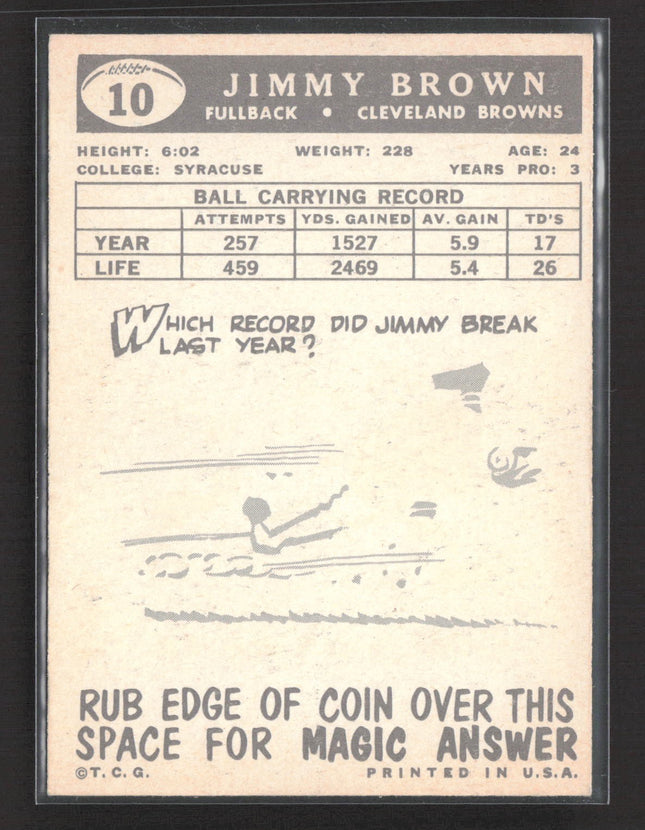 10
JIMMY BROWN
FULLBACK • CLEVELAND BROWNS
HEIGHT: 6:02 WEIGHT: 228 AGE: 24
COLLEGE: SYRACUSE YEARS PRO: 3
BALL CARRYING RECORD
ATTEMPTS YDS. GAINED AV. GAIN TD'S
YEAR 257 1527 5.9 17
LIFE 459 2469 5.4 26
WHICH RECORD DID JIMMY BREAK
LAST YEAR?
RUB EDGE OF COIN OVER THIS
SPACE FOR MAGIC ANSWER
©T. C. G. PRINTED IN U.S.A.